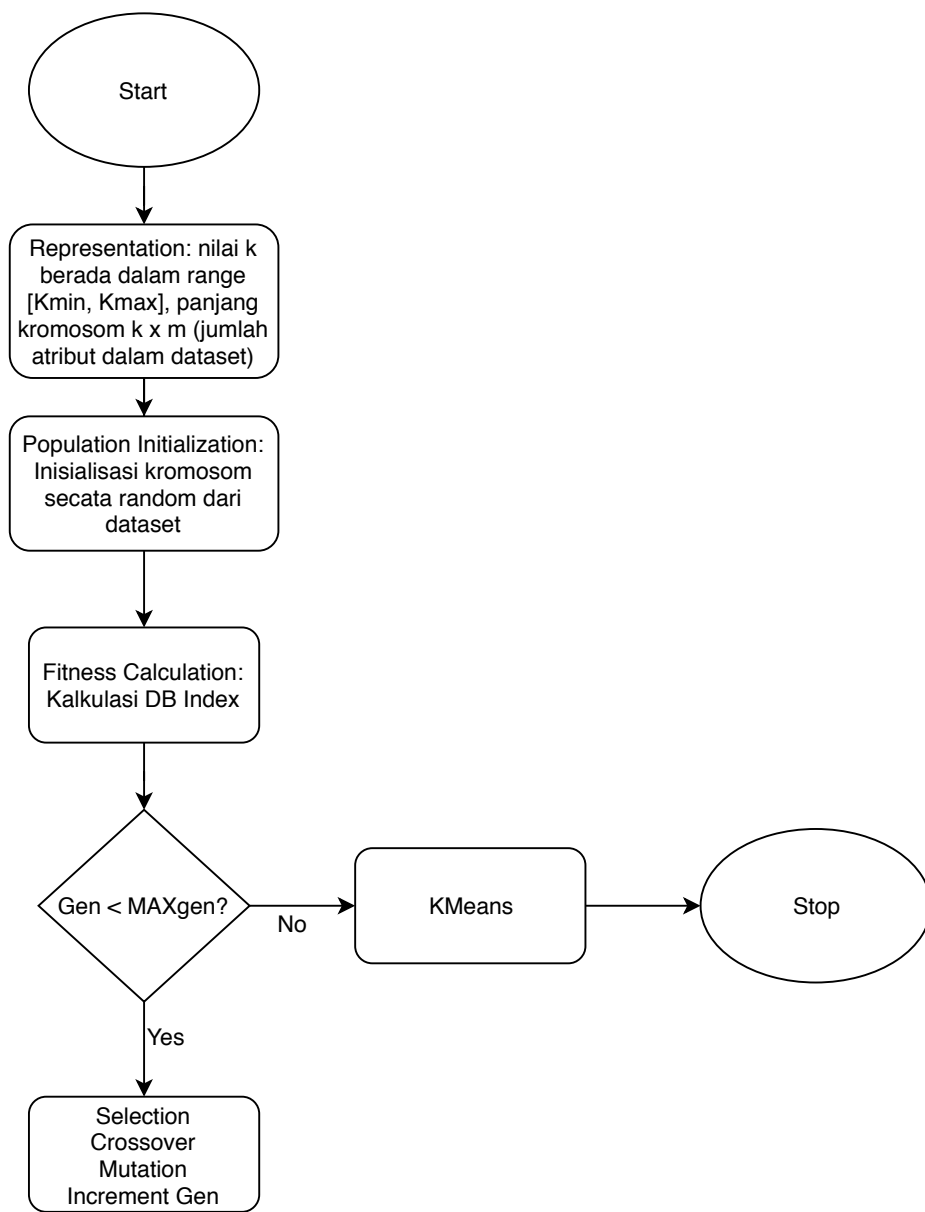 Start
Representation: nilai k
berada dalam range
[Kmin, Kmax], panjang
kromosom k x m (jumlah
atribut dalam dataset)
Population Initialization:
Inisialisasi kromosom
secata random dari
dataset
Fitness Calculation:
Kalkulasi DB Index
Gen < MAXgen?
No
KMeans
Stop
Yes
Selection
Crossover
Mutation
Increment Gen